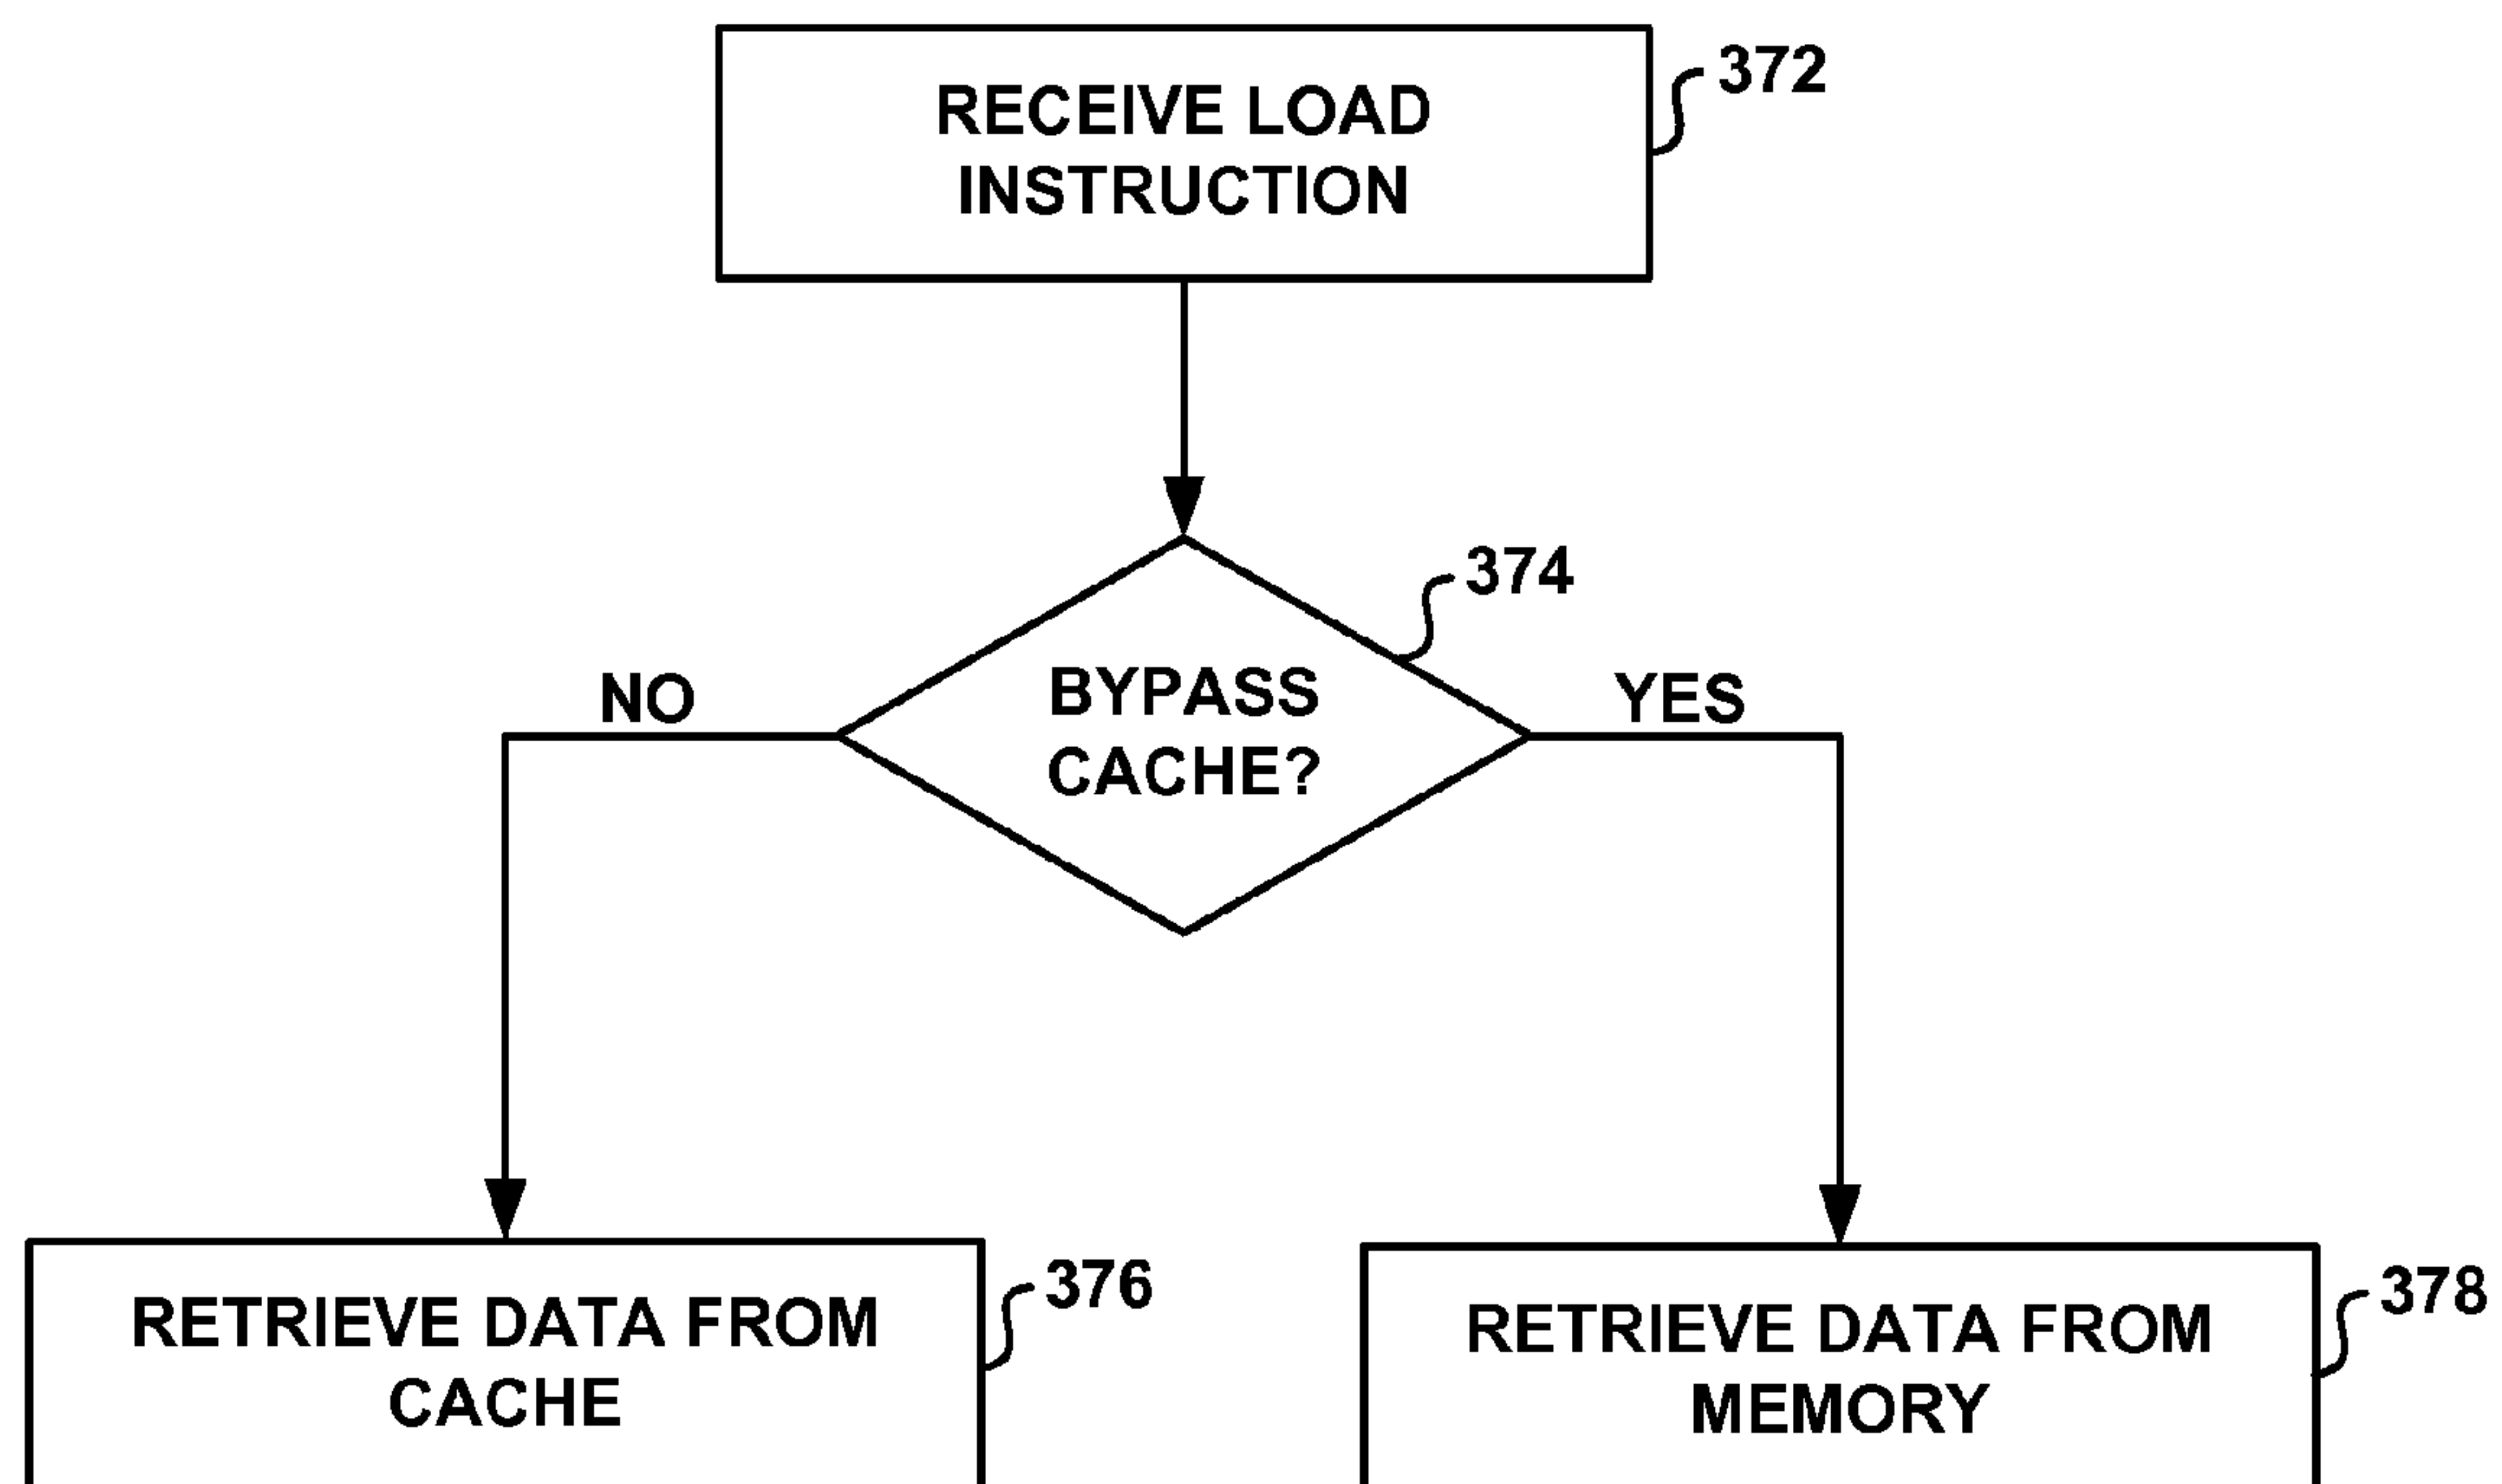 RECEIVE LOAD
INSTRUCTION
372
374
BYPASS
CACHE?
NO
YES
RETRIEVE DATA FROM
CACHE
376
RETRIEVE DATA FROM
MEMORY
378